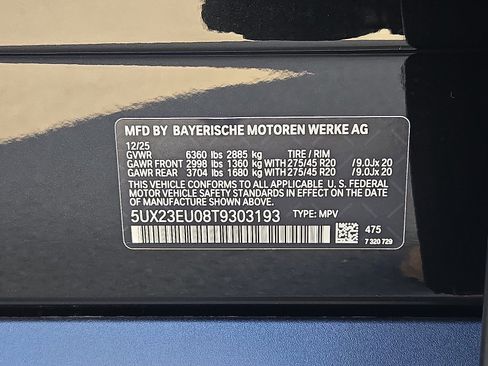 MFD BY BAYERISCHE MOTOREN WERKE AG
12/25
GVWR 6360 lbs 2885 kg TIRE / RIM
GAWR FRONT 2998 lbs 1360 kg WITH 275/45 R20 / 9.0Jx 20
GAWR REAR 3704 lbs 1680 kg WITH 275/45 R20 / 9.0Jx 20
THIS VEHICLE CONFORMS TO ALL APPLICABLE U. S. FEDERAL
MOTOR VEHICLE SAFETY STANDARDS IN EFFECT ON THE
DATE OF MANUFACTURE SHOWN ABOVE.
5UX23EU08T9303193 TYPE: MPV
475
7 320 729